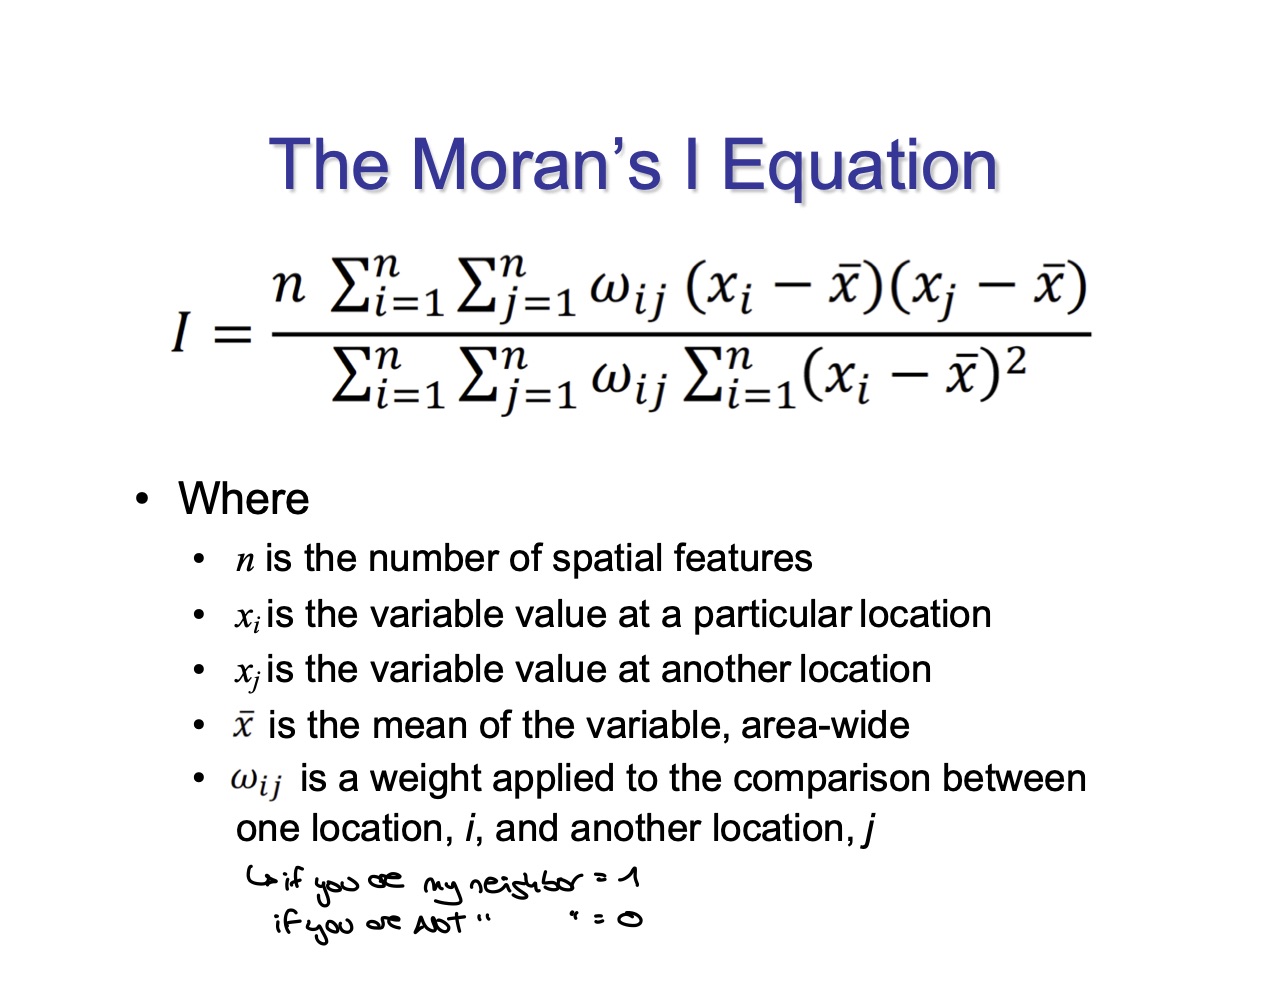 The Moran’s I Equation
I = \frac{n \sum_{i=1}^{n} \sum_{j=1}^{n} \omega_{ij} (x_i - \bar{x})(x_j - \bar{x})}{\sum_{i=1}^{n} \sum_{j=1}^{n} \omega_{ij} \sum_{i=1}^{n} (x_i - \bar{x})^2}
• Where
• n is the number of spatial features
• x_i is the variable value at a particular location
• x_j is the variable value at another location
• \bar{x} is the mean of the variable, area-wide
• \omega_{ij} is a weight applied to the comparison between
one location, i, and another location, j
↳ if you are my neighbor = 1
if you are NOT " " = 0